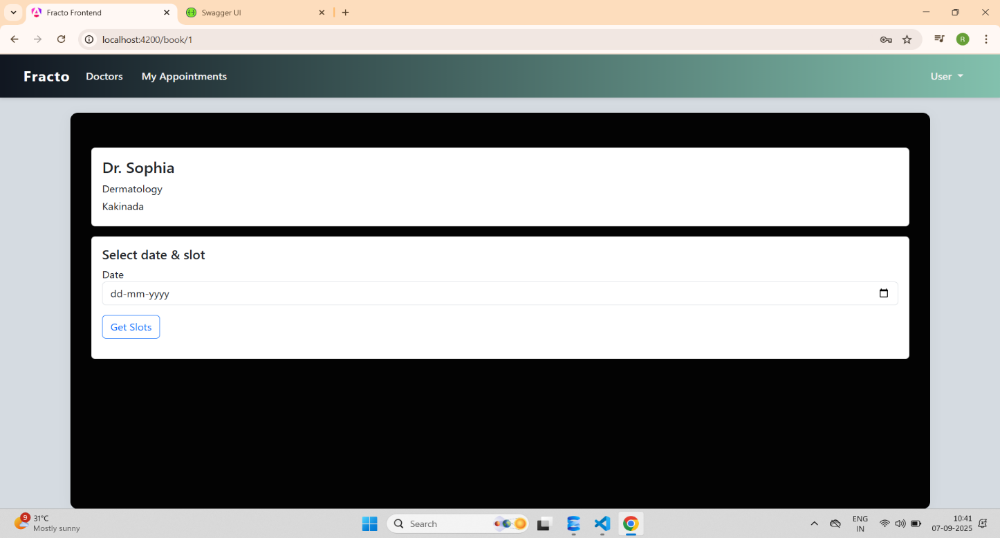 Fracto Frontend
Swagger UI
localhost:4200/book/1
R
Fracto
Doctors
My Appointments
User
Dr. Sophia
Dermatology
Kakinada
Select date & slot
Date
dd-mm-yyyy
Get Slots
9
31°C
Mostly sunny
Search
ENG
IN
10:41
07-09-2025